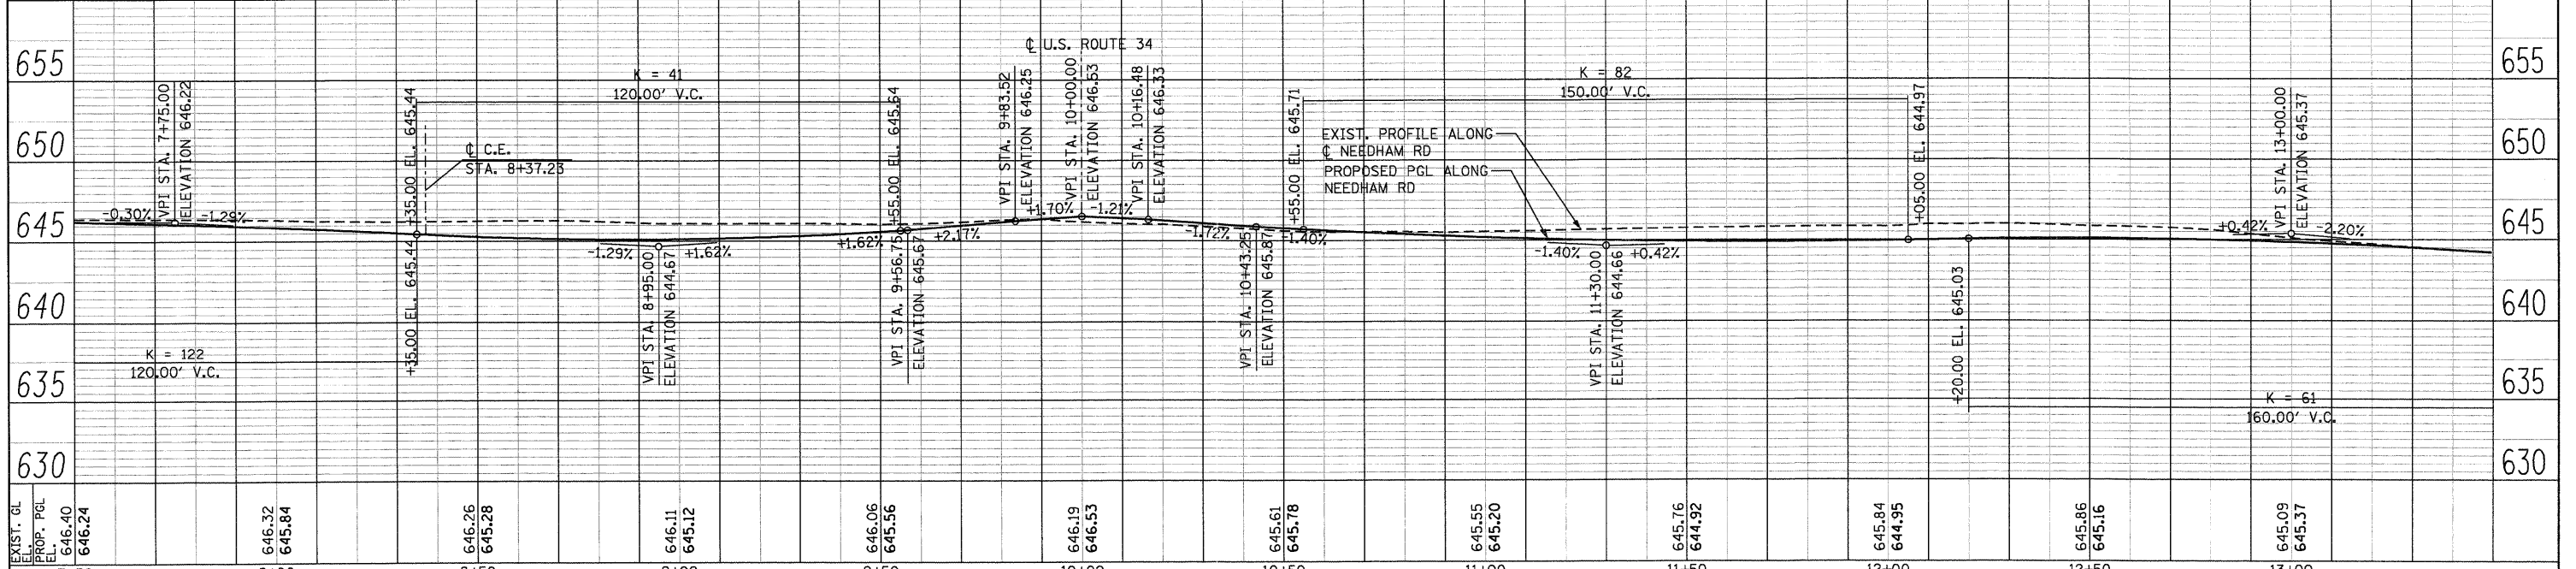 ℄ U.S. ROUTE 34
655
655
K = 41
120.00' V.C.
K = 82
150.00' V.C.
VPI STA. 7+75.00
ELEVATION 646.22
+35.00 EL. 645.44
+55.00 EL. 645.64
VPI STA. 9+83.52
ELEVATION 646.25
VPI STA. 10+00.00
ELEVATION 646.53
VPI STA. 10+16.48
ELEVATION 646.33
+55.00 EL. 645.71
+05.00 EL. 644.97
VPI STA. 13+00.00
ELEVATION 645.37
650
650
℄ C.E.
STA. 8+37.23
EXIST. PROFILE ALONG
℄ NEEDHAM RD
PROPOSED PGL ALONG
NEEDHAM RD
645
645
-0.30%
-1.29%
-1.29%
+1.62%
+1.62%
+2.17%
+1.70%
-1.21%
-1.72%
-1.40%
-1.40%
+0.42%
+0.42%
-2.20%
+35.00 EL. 645.44
VPI STA. 8+95.00
ELEVATION 644.67
VPI STA. 9+56.75
ELEVATION 645.67
VPI STA. 10+43.25
ELEVATION 645.87
VPI STA. 11+30.00
ELEVATION 644.66
+20.00 EL. 645.03
640
640
K = 122
120.00' V.C.
635
635
K = 61
160.00' V.C.
630
630
EXIST. GL
EL.
PROP. PGL
EL.
646.40
646.24
646.32
645.84
646.26
645.28
646.11
645.12
646.06
645.56
646.19
646.53
645.61
645.78
645.55
645.20
645.76
644.92
645.84
644.95
645.86
645.16
645.09
645.37